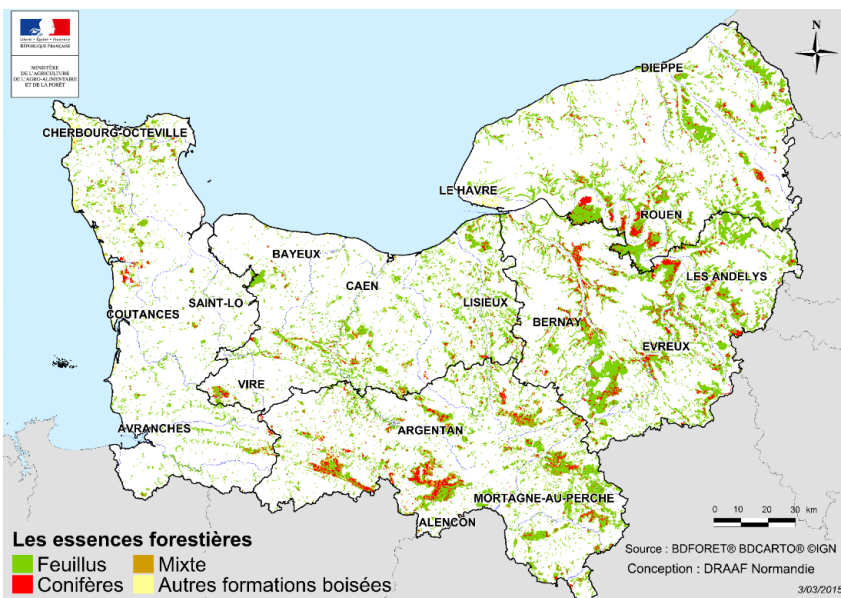 Liberté • Égalité • Fraternité
RÉPUBLIQUE FRANÇAISE
MINISTÈRE
DE L'AGRICULTURE
DE L'AGRO-ALIMENTAIRE
ET DE LA FORÊT
N
DIEPPE
CHERBOURG-OCTEVILLE
LE HAVRE
ROUEN
BAYEUX
LES ANDELYS
CAEN
SAINT-LO
LISIEUX
COUTANCES
BERNAY
EVREUX
VIRE
AVRANCHES
ARGENTAN
MORTAGNE-AU-PERCHE
ALENCON
0 10 20 30 km
Les essences forestières
Feuillus
Mixte
Conifères
Autres formations boisées
Source : BDFORET® BDCARTO® ©IGN
Conception : DRAAF Normandie
3/03/2015